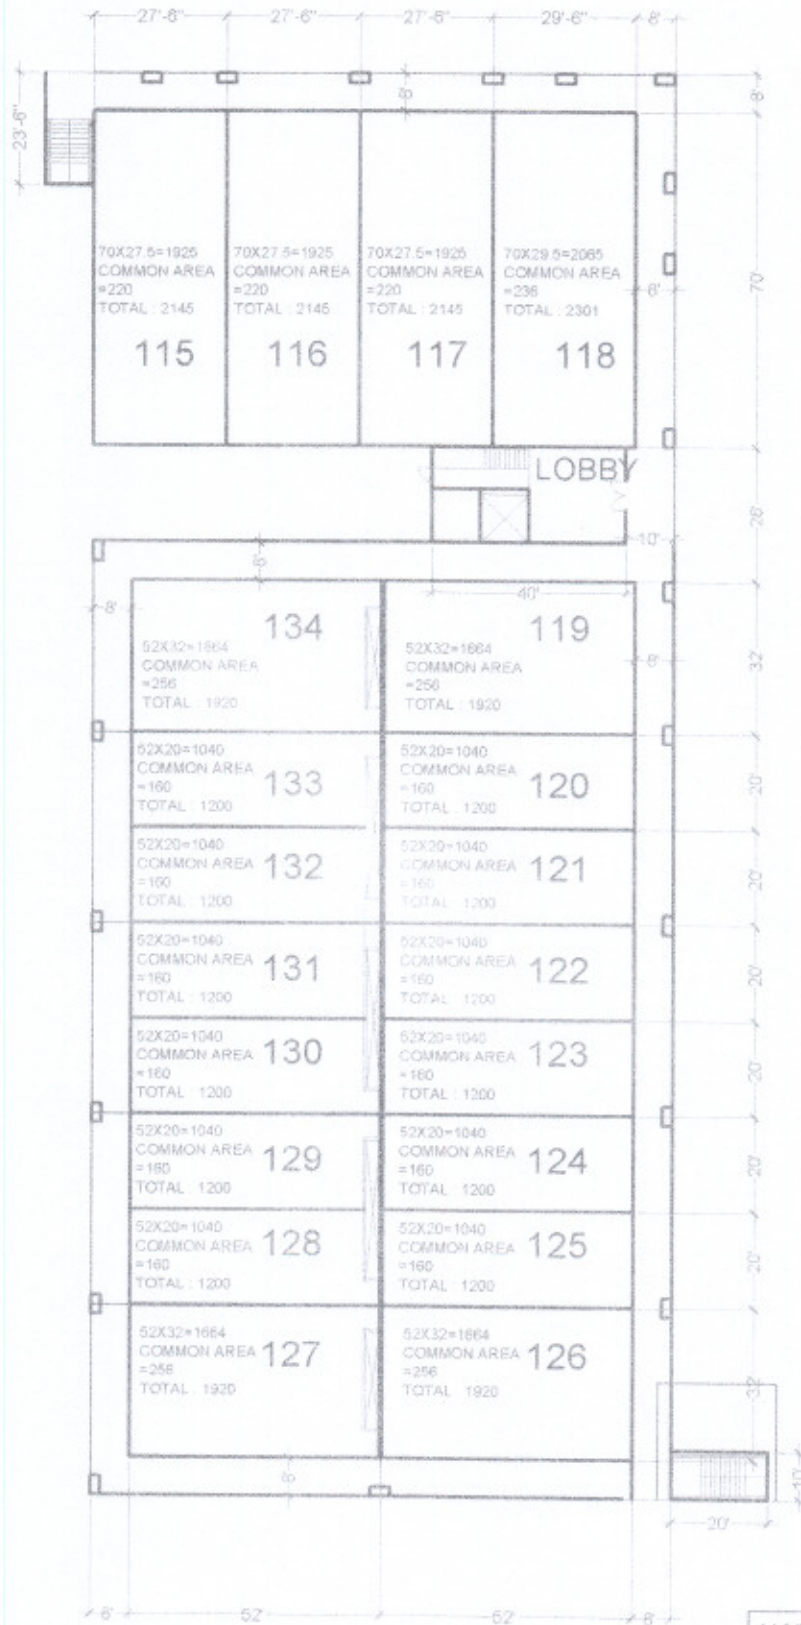 27'-6"
27'-6"
27'-6"
29'-6"
8'
23'-6"
8'
8'
70X27.5=1925
COMMON AREA
=220
TOTAL : 2145
115
70X27.5=1925
COMMON AREA
=220
TOTAL : 2145
116
70X27.5=1925
COMMON AREA
=220
TOTAL : 2145
117
70X29.5=2065
COMMON AREA
=236
TOTAL : 2301
118
8'
70'
LOBBY
28'
10'
8'
40'
8'
134
52X32=1664
COMMON AREA
=256
TOTAL : 1920
119
52X32=1664
COMMON AREA
=256
TOTAL : 1920
8'
32'
52X20=1040
COMMON AREA
=160
TOTAL : 1200
133
52X20=1040
COMMON AREA
=160
TOTAL : 1200
120
20'
52X20=1040
COMMON AREA
=160
TOTAL : 1200
132
52X20=1040
COMMON AREA
=160
TOTAL : 1200
121
20'
52X20=1040
COMMON AREA
=160
TOTAL : 1200
131
52X20=1040
COMMON AREA
=160
TOTAL : 1200
122
20'
52X20=1040
COMMON AREA
=160
TOTAL : 1200
130
52X20=1040
COMMON AREA
=160
TOTAL : 1200
123
20'
52X20=1040
COMMON AREA
=160
TOTAL : 1200
129
52X20=1040
COMMON AREA
=160
TOTAL : 1200
124
20'
52X20=1040
COMMON AREA
=160
TOTAL : 1200
128
52X20=1040
COMMON AREA
=160
TOTAL : 1200
125
20'
52X32=1664
COMMON AREA
=256
TOTAL : 1920
127
52X32=1664
COMMON AREA
=256
TOTAL : 1920
126
32'
8'
10'
20'
8'
52'
52'
8'